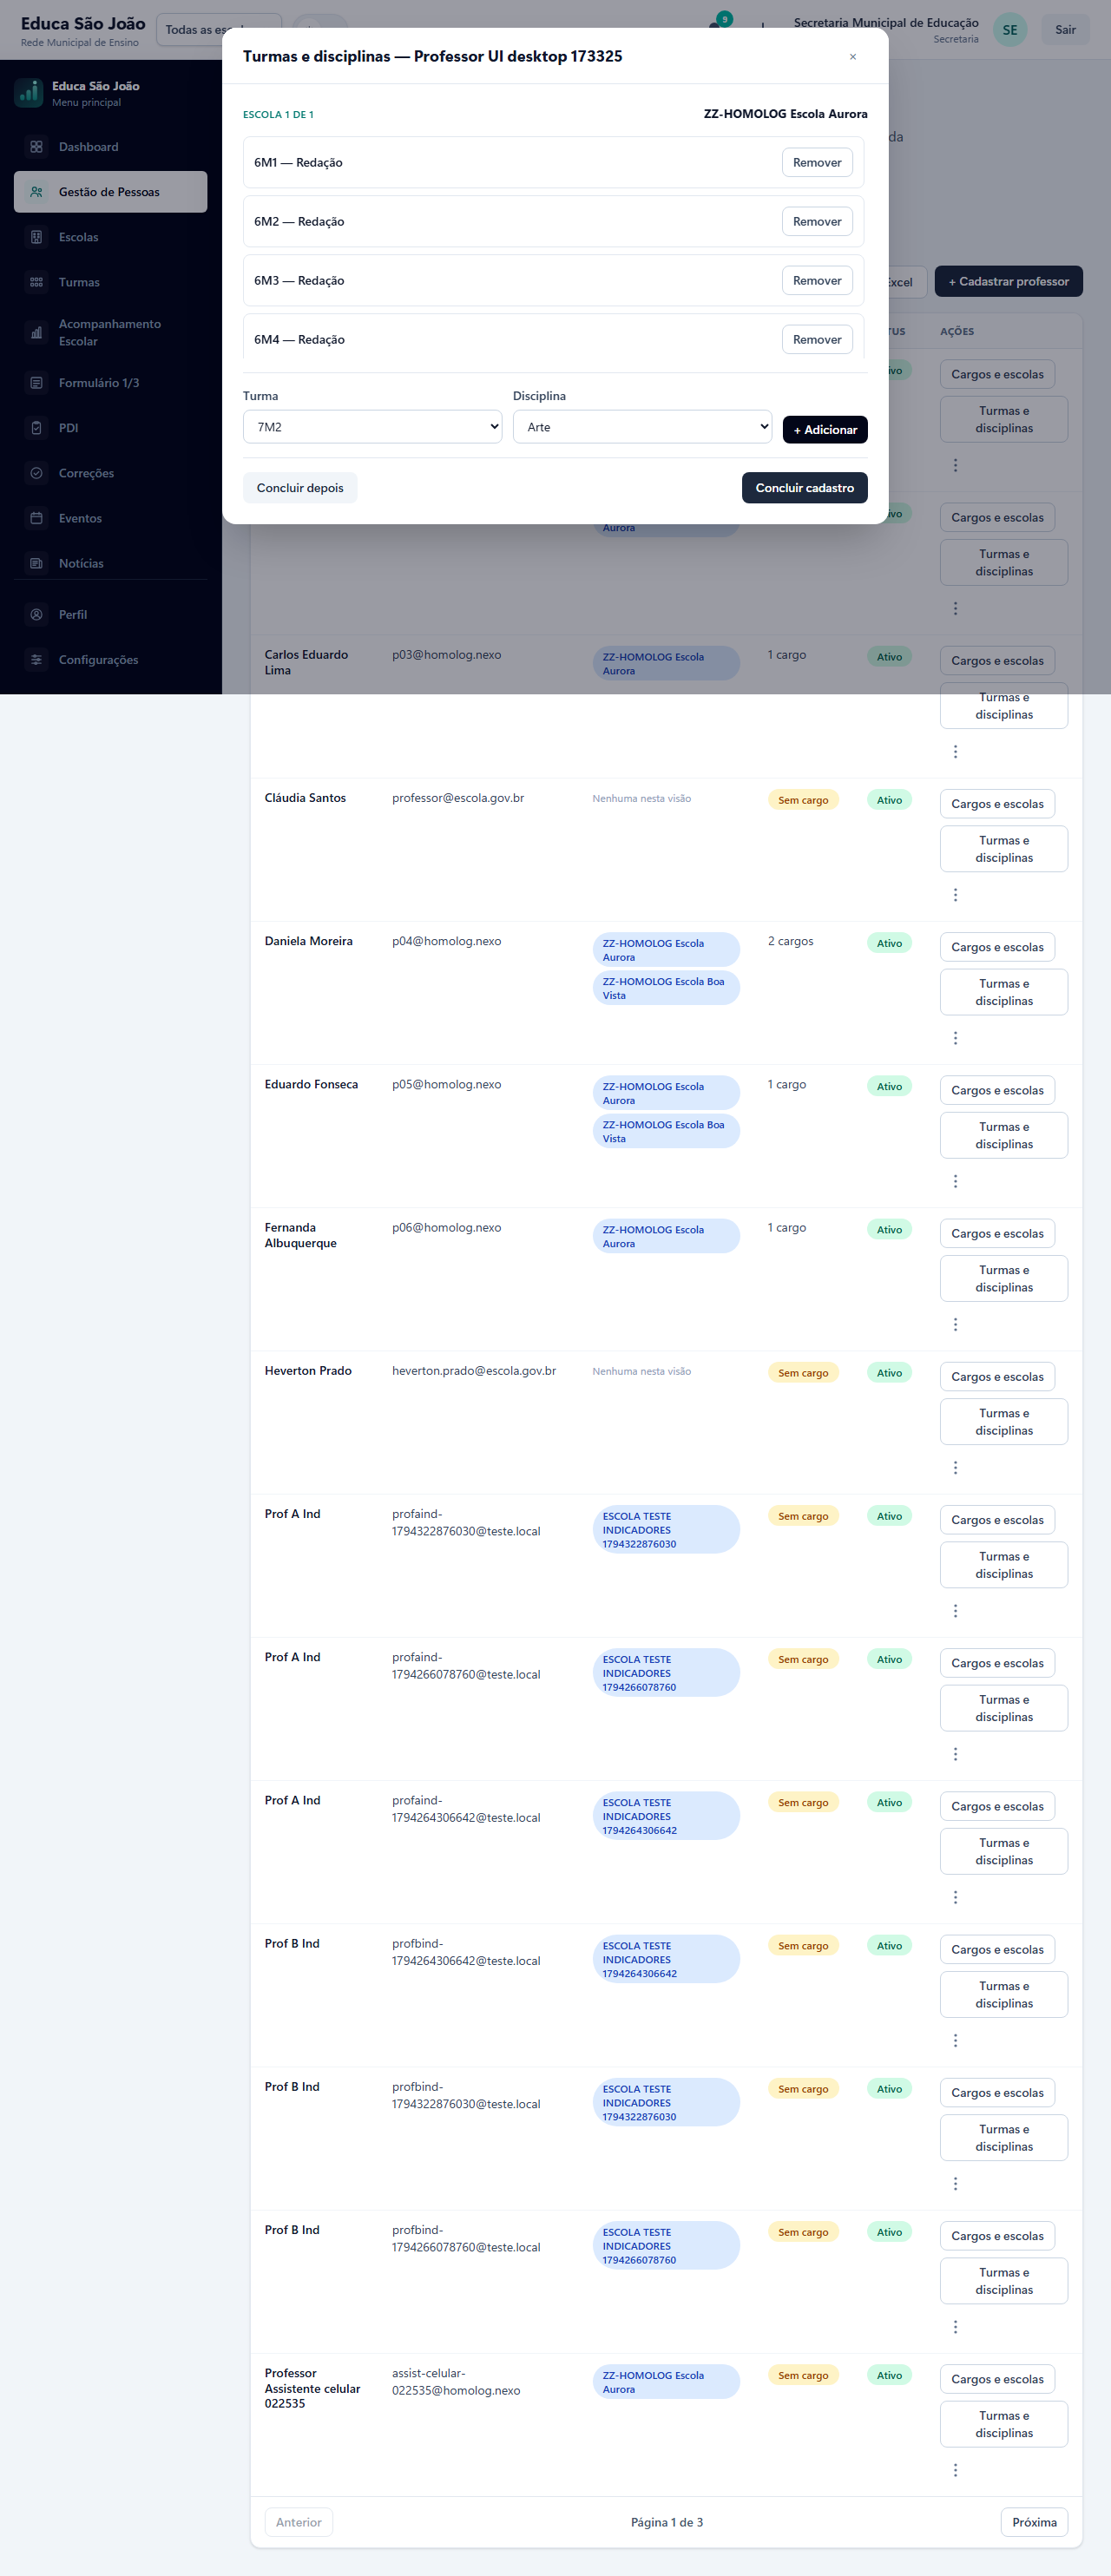 Educa São João
Rede Municipal de Ensino
Todas as
9
Secretaria Municipal de Educação
Secretaria
SE
Sair
Educa São João
Menu principal
Dashboard
Gestão de Pessoas
Escolas
Turmas
Acompanhamento
Escolar
Formulário 1/3
PDI
Correções
Eventos
Notícias
Perfil
Configurações
Turmas e disciplinas — Professor UI desktop 173325
×
ESCOLA 1 DE 1
ZZ-HOMOLOG Escola Aurora
6M1 — Redação
Remover
6M2 — Redação
Remover
6M3 — Redação
Remover
6M4 — Redação
Remover
Turma
Disciplina
7M2
Arte
+ Adicionar
Concluir depois
Concluir cadastro
da
Excel
+ Cadastrar professor
TUS
AÇÕES
ivo
Cargos e escolas
Turmas e
disciplinas
Aurora
ivo
Cargos e escolas
Turmas e
disciplinas
Carlos Eduardo
Lima
p03@homolog.nexo
ZZ-HOMOLOG Escola
Aurora
1 cargo
Ativo
Cargos e escolas
Turmas e
disciplinas
Cláudia Santos
professor@escola.gov.br
Nenhuma nesta visão
Sem cargo
Ativo
Cargos e escolas
Turmas e
disciplinas
Daniela Moreira
p04@homolog.nexo
ZZ-HOMOLOG Escola
Aurora
ZZ-HOMOLOG Escola Boa
Vista
2 cargos
Ativo
Cargos e escolas
Turmas e
disciplinas
Eduardo Fonseca
p05@homolog.nexo
ZZ-HOMOLOG Escola
Aurora
ZZ-HOMOLOG Escola Boa
Vista
1 cargo
Ativo
Cargos e escolas
Turmas e
disciplinas
Fernanda
Albuquerque
p06@homolog.nexo
ZZ-HOMOLOG Escola
Aurora
1 cargo
Ativo
Cargos e escolas
Turmas e
disciplinas
Heverton Prado
heverton.prado@escola.gov.br
Nenhuma nesta visão
Sem cargo
Ativo
Cargos e escolas
Turmas e
disciplinas
Prof A Ind
profaind-
1794322876030@teste.local
ESCOLA TESTE
INDICADORES
1794322876030
Sem cargo
Ativo
Cargos e escolas
Turmas e
disciplinas
Prof A Ind
profaind-
1794266078760@teste.local
ESCOLA TESTE
INDICADORES
1794266078760
Sem cargo
Ativo
Cargos e escolas
Turmas e
disciplinas
Prof A Ind
profaind-
1794264306642@teste.local
ESCOLA TESTE
INDICADORES
1794264306642
Sem cargo
Ativo
Cargos e escolas
Turmas e
disciplinas
Prof B Ind
profbind-
1794264306642@teste.local
ESCOLA TESTE
INDICADORES
1794264306642
Sem cargo
Ativo
Cargos e escolas
Turmas e
disciplinas
Prof B Ind
profbind-
1794322876030@teste.local
ESCOLA TESTE
INDICADORES
1794322876030
Sem cargo
Ativo
Cargos e escolas
Turmas e
disciplinas
Prof B Ind
profbind-
1794266078760@teste.local
ESCOLA TESTE
INDICADORES
1794266078760
Sem cargo
Ativo
Cargos e escolas
Turmas e
disciplinas
Professor
Assistente celular
022535
assist-celular-
022535@homolog.nexo
ZZ-HOMOLOG Escola
Aurora
Sem cargo
Ativo
Cargos e escolas
Turmas e
disciplinas
Anterior
Página 1 de 3
Próxima